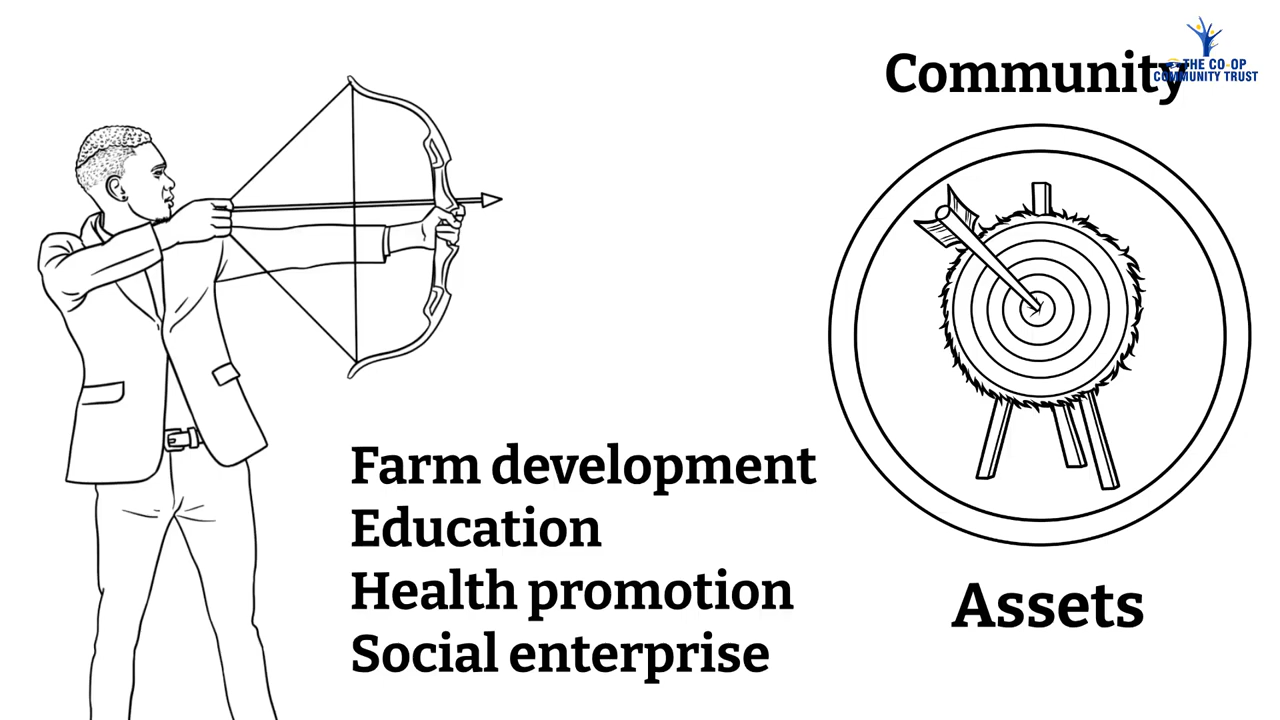 Community
THE CO-OP
COMMUNITY TRUST
Farm development
Education
Health promotion
Social enterprise
Assets